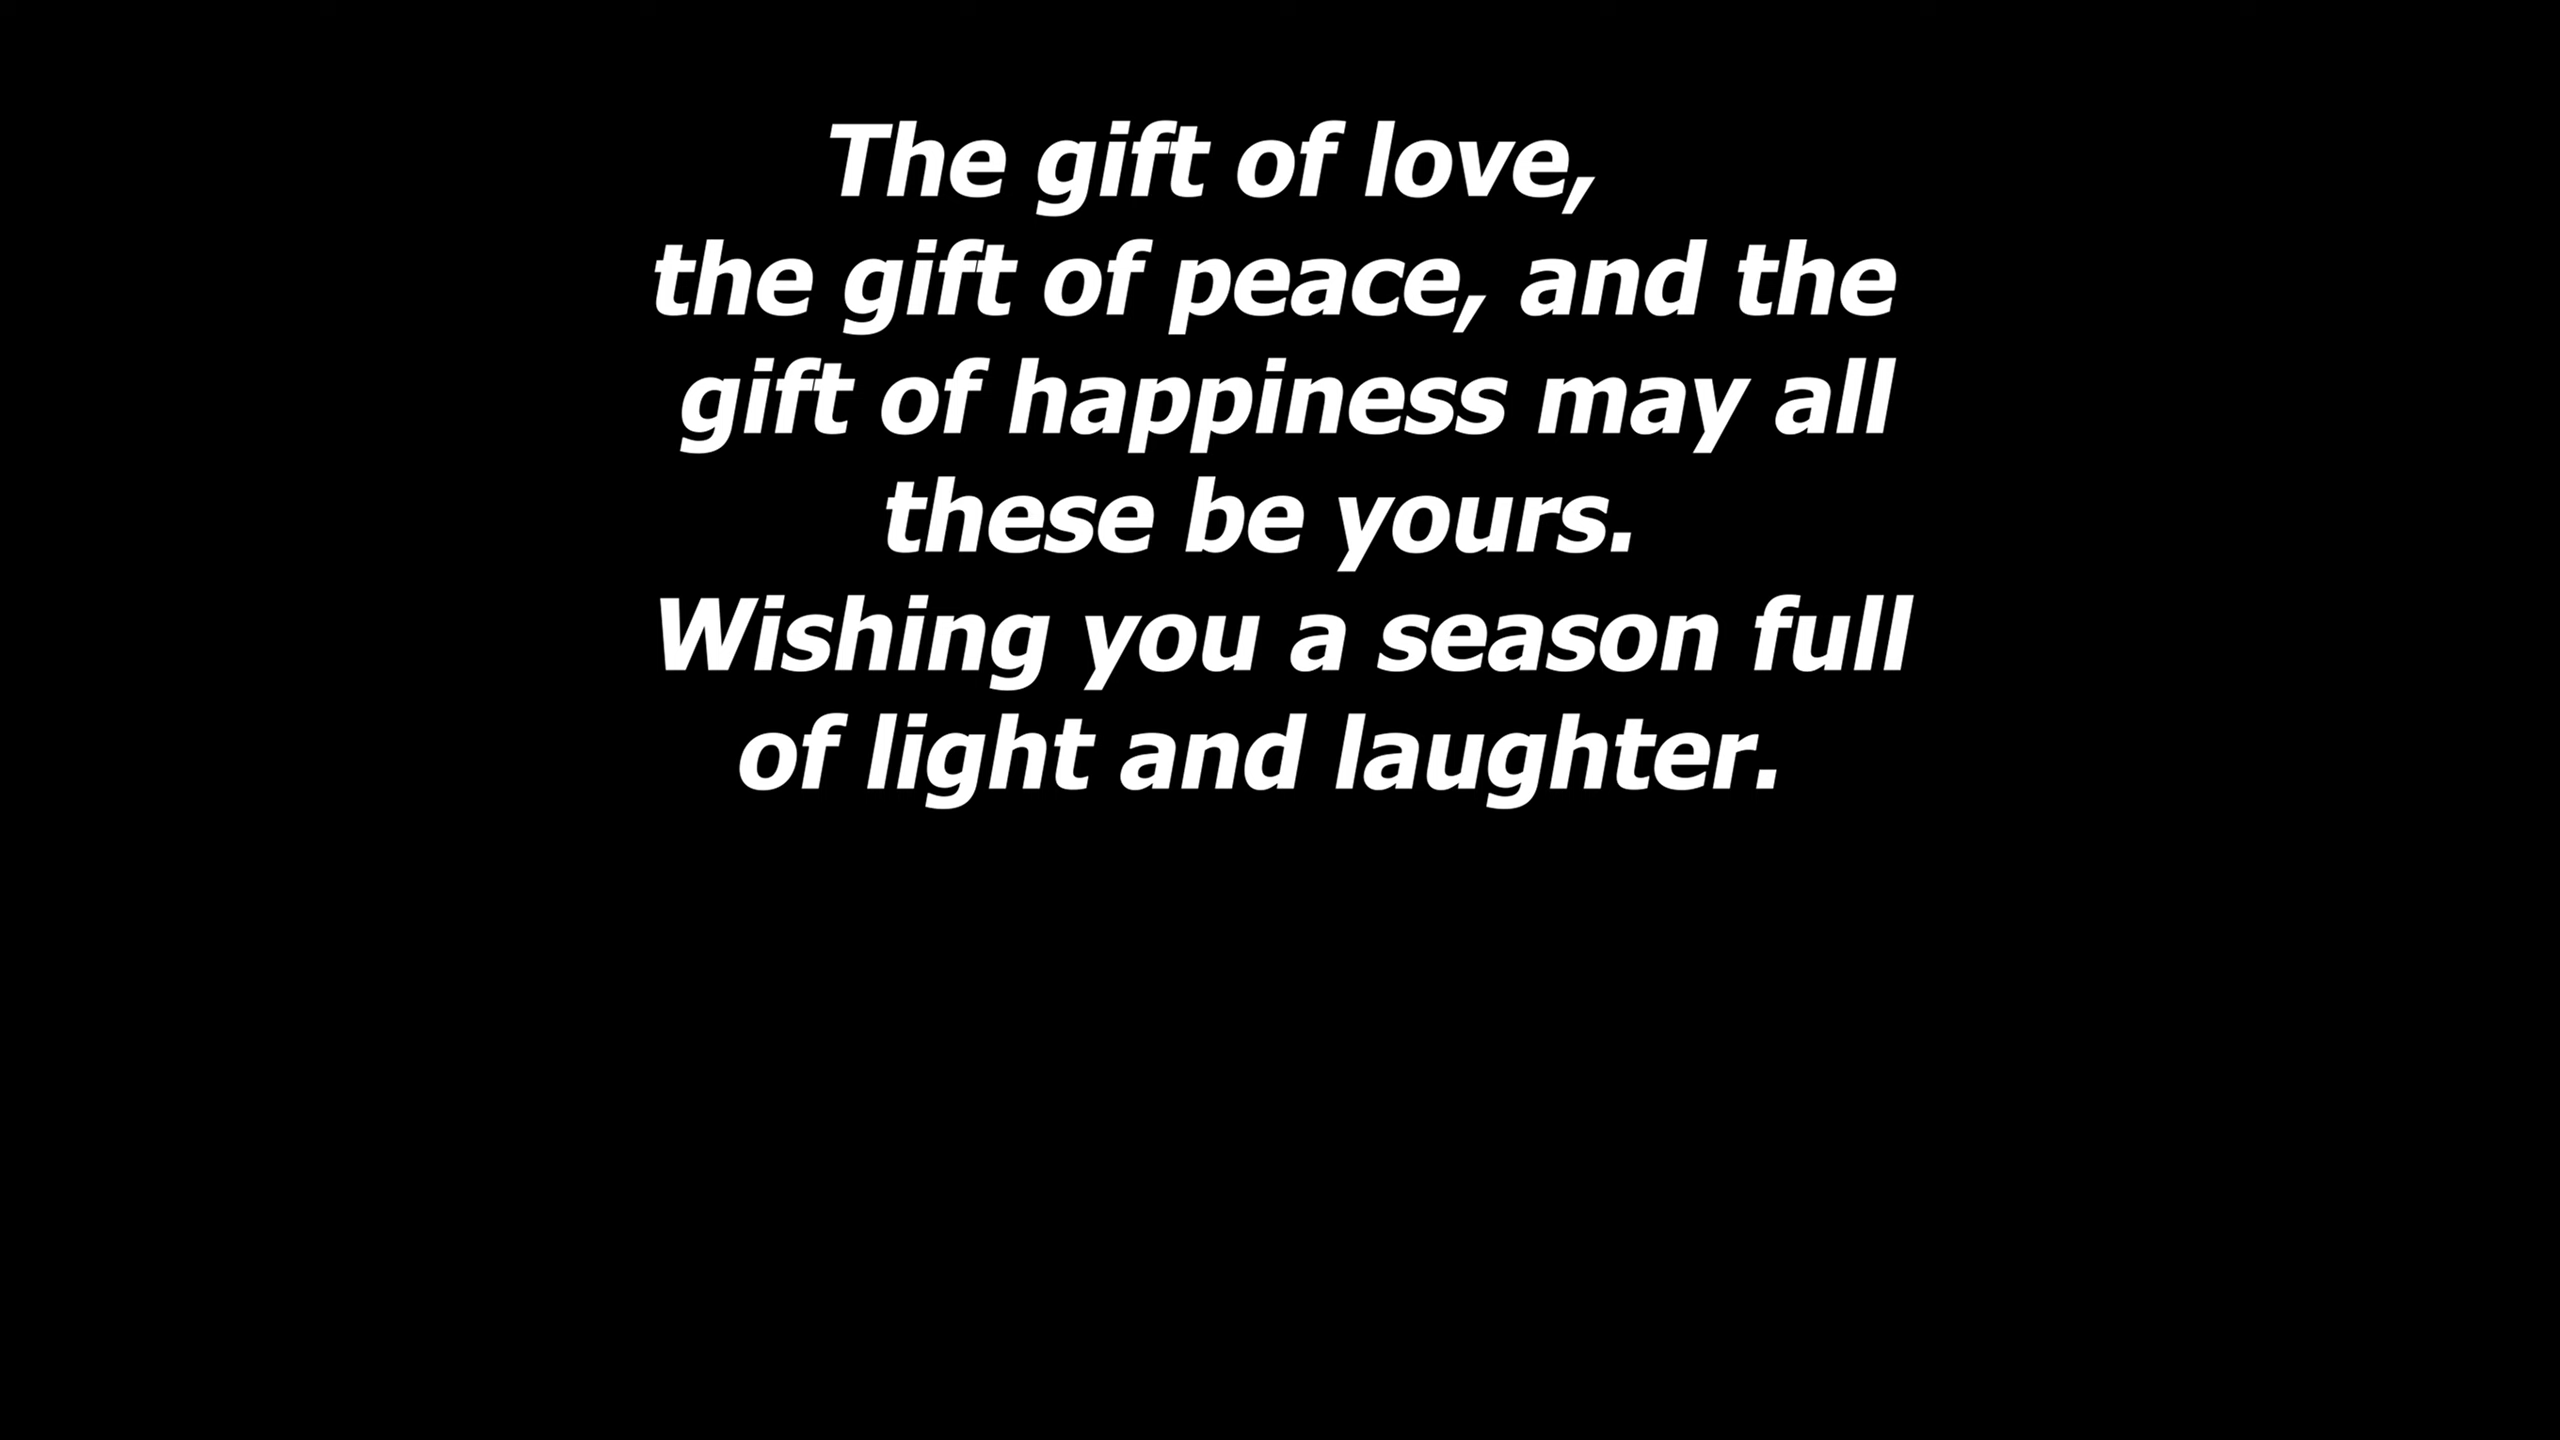 The gift of love,
the gift of peace, and the
gift of happiness may all
these be yours.
Wishing you a season full
of light and laughter.